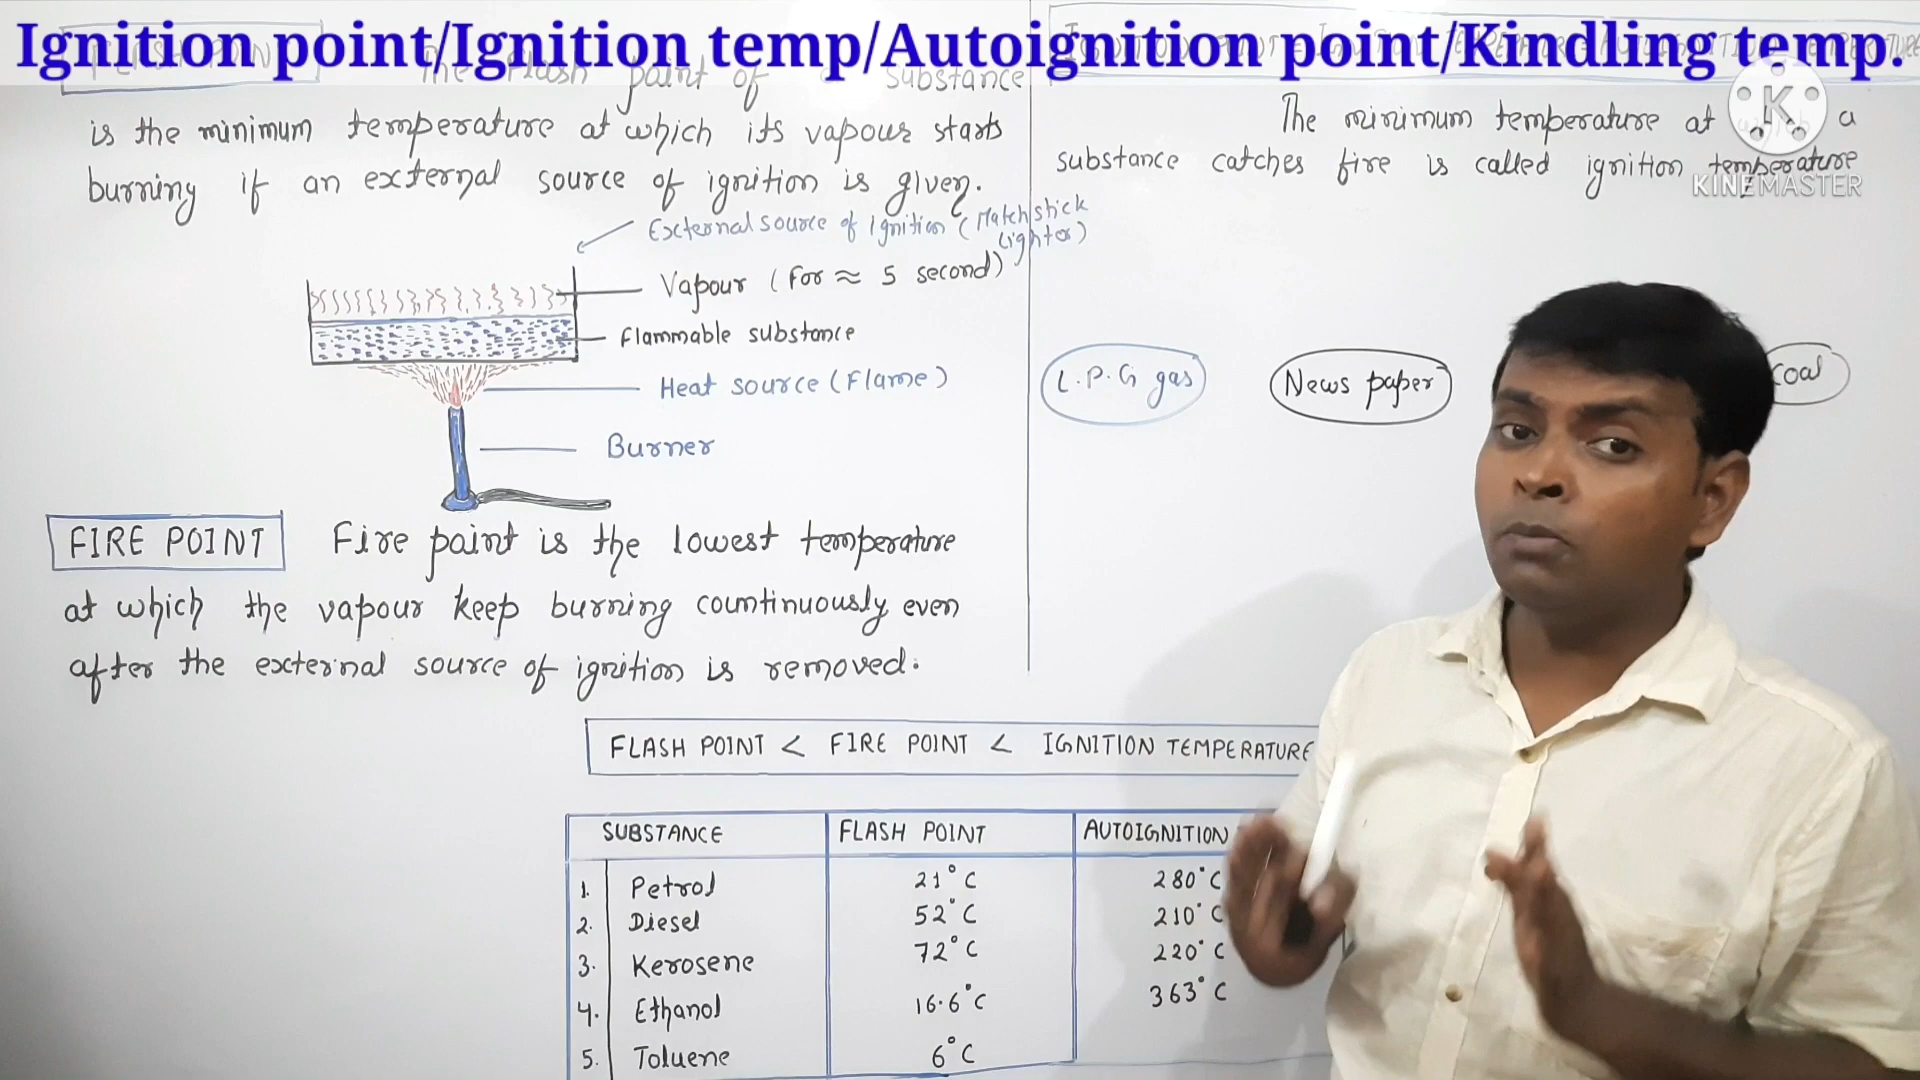 Ignition point/Ignition temp/Autoignition point/Kindling temp.
The flash point of substance
is the minimum temperature at which its vapour starts
burning if an external source of ignition is given.
External source of Ignition (Matchstick
Lighter)
Vapour (for ≈ 5 second)
Flammable substance
Heat source (Flame)
Burner
FIRE POINT Fire point is the lowest temperature
at which the vapour keep burning countinuously even
after the external source of ignition is removed.
The minimum temperature at a
substance catches fire is called ignition temperature
K
KINEMASTER
L.P.G gas
News paper
Coal
FLASH POINT < FIRE POINT < IGNITION TEMPERATURE
SUBSTANCE FLASH POINT AUTOIGNITION
1. Petrol 21°C 280°C
2. Diesel 52°C 210°C
3. Kerosene 72°C 220°C
4. Ethanol 16.6°C 363°C
5. Toluene 6°C